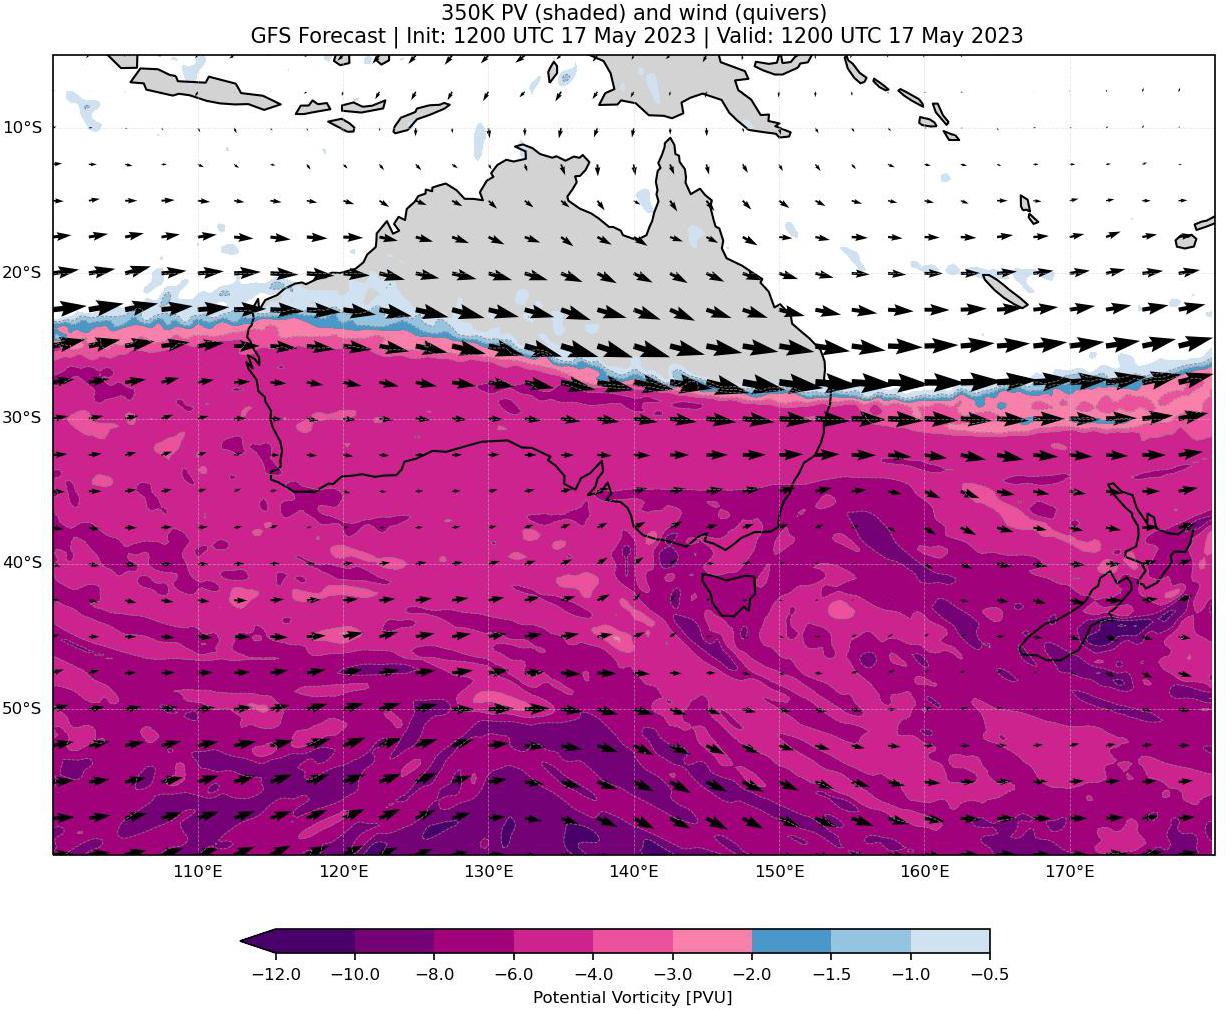 350K PV (shaded) and wind (quivers)
GFS Forecast | Init: 1200 UTC 17 May 2023 | Valid: 1200 UTC 17 May 2023
10°S
20°S
30°S
40°S
50°S
110°E 120°E 130°E 140°E 150°E 160°E 170°E
−12.0 −10.0 −8.0 −6.0 −4.0 −3.0 −2.0 −1.5 −1.0 −0.5
Potential Vorticity [PVU]